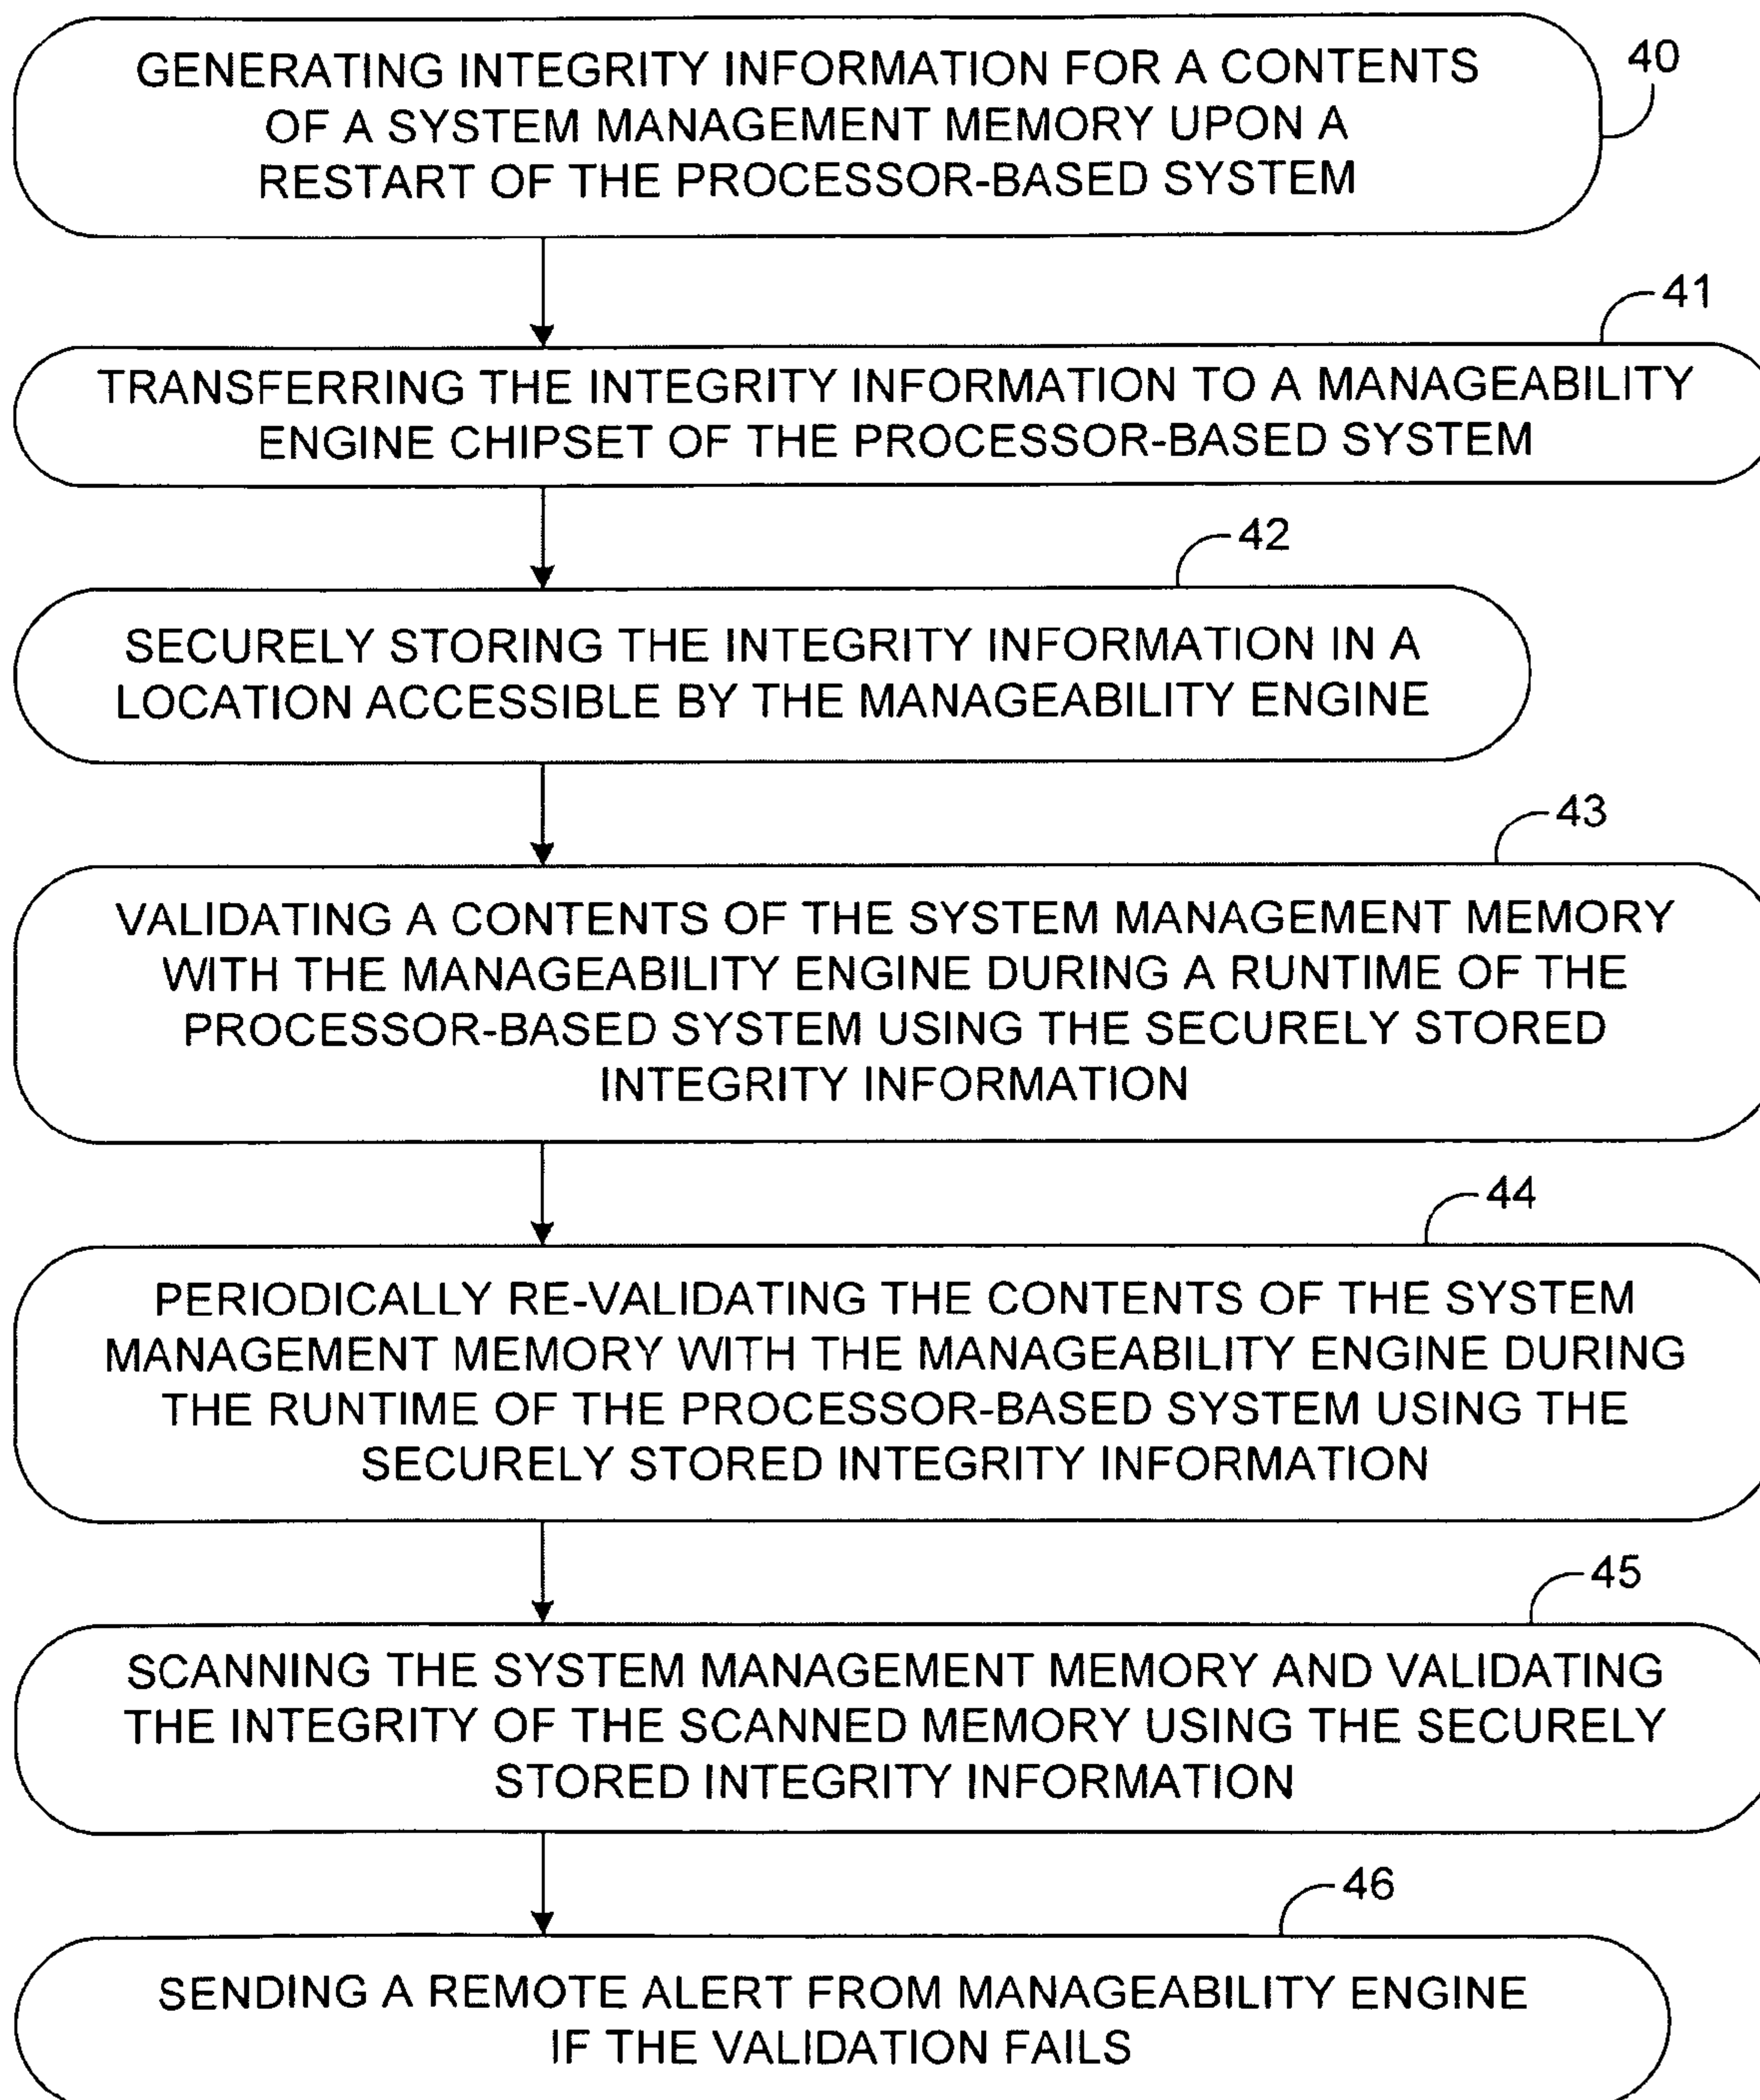 GENERATING INTEGRITY INFORMATION FOR A CONTENTS
OF A SYSTEM MANAGEMENT MEMORY UPON A
RESTART OF THE PROCESSOR-BASED SYSTEM
40
41
TRANSFERRING THE INTEGRITY INFORMATION TO A MANAGEABILITY
ENGINE CHIPSET OF THE PROCESSOR-BASED SYSTEM
42
SECURELY STORING THE INTEGRITY INFORMATION IN A
LOCATION ACCESSIBLE BY THE MANAGEABILITY ENGINE
43
VALIDATING A CONTENTS OF THE SYSTEM MANAGEMENT MEMORY
WITH THE MANAGEABILITY ENGINE DURING A RUNTIME OF THE
PROCESSOR-BASED SYSTEM USING THE SECURELY STORED
INTEGRITY INFORMATION
44
PERIODICALLY RE-VALIDATING THE CONTENTS OF THE SYSTEM
MANAGEMENT MEMORY WITH THE MANAGEABILITY ENGINE DURING
THE RUNTIME OF THE PROCESSOR-BASED SYSTEM USING THE
SECURELY STORED INTEGRITY INFORMATION
45
SCANNING THE SYSTEM MANAGEMENT MEMORY AND VALIDATING
THE INTEGRITY OF THE SCANNED MEMORY USING THE SECURELY
STORED INTEGRITY INFORMATION
46
SENDING A REMOTE ALERT FROM MANAGEABILITY ENGINE
IF THE VALIDATION FAILS